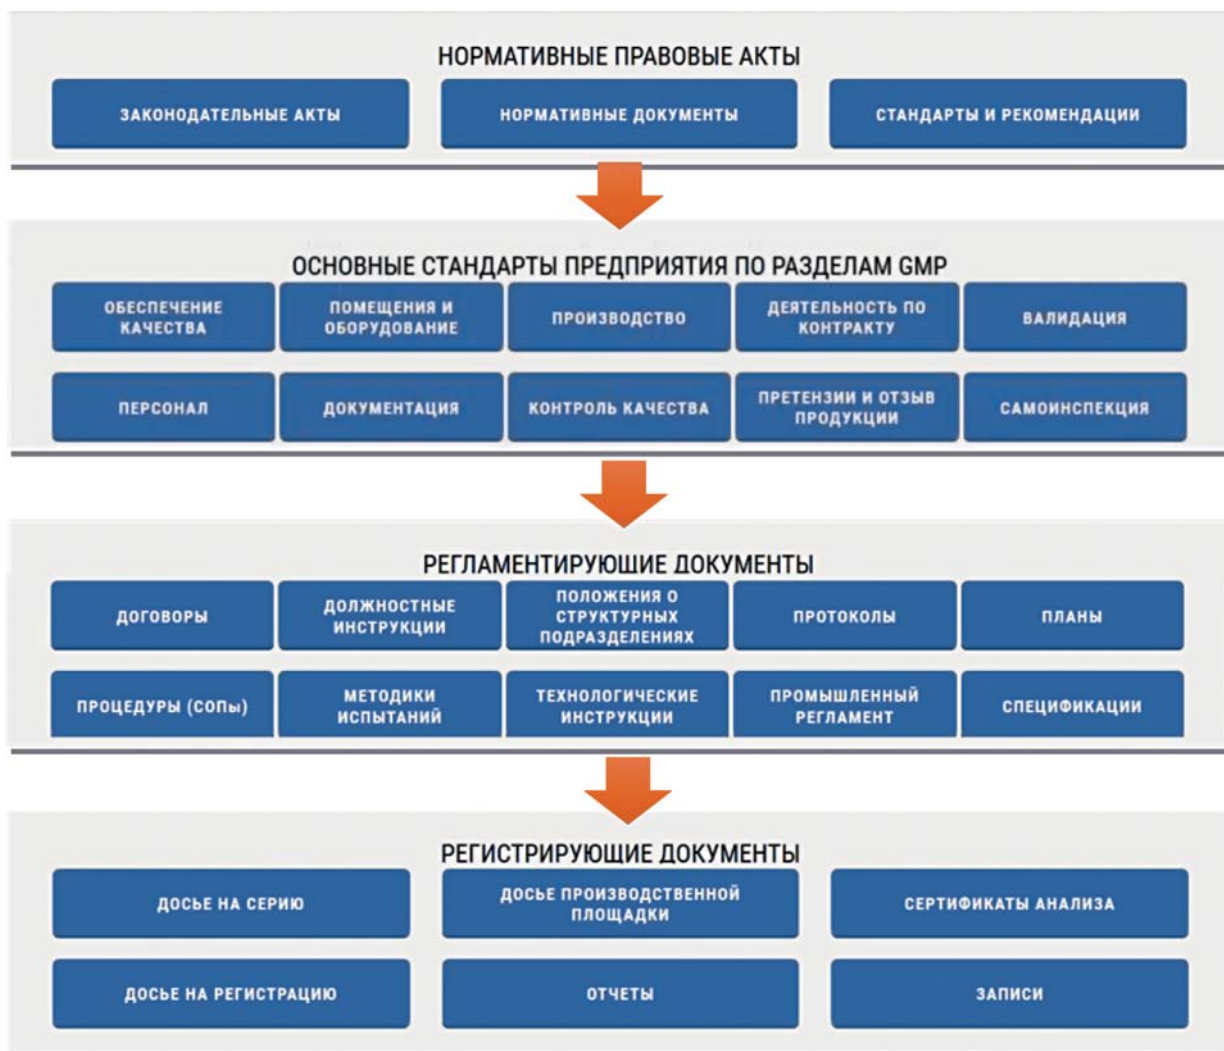 НОРМАТИВНЫЕ ПРАВОВЫЕ АКТЫ
ЗАКОНОДАТЕЛЬНЫЕ АКТЫ
НОРМАТИВНЫЕ ДОКУМЕНТЫ
СТАНДАРТЫ И РЕКОМЕНДАЦИИ
ОСНОВНЫЕ СТАНДАРТЫ ПРЕДПРИЯТИЯ ПО РАЗДЕЛАМ GMP
ОБЕСПЕЧЕНИЕ
КАЧЕСТВА
ПОМЕЩЕНИЯ И
ОБОРУДОВАНИЕ
ПРОИЗВОДСТВО
ДЕЯТЕЛЬНОСТЬ ПО
КОНТРАКТУ
ВАЛИДАЦИЯ
ПЕРСОНАЛ
ДОКУМЕНТАЦИЯ
КОНТРОЛЬ КАЧЕСТВА
ПРЕТЕНЗИИ И ОТЗЫВ
ПРОДУКЦИИ
САМОИНСПЕКЦИЯ
РЕГЛАМЕНТИРУЮЩИЕ ДОКУМЕНТЫ
ДОГОВОРЫ
ДОЛЖНОСТНЫЕ
ИНСТРУКЦИИ
ПОЛОЖЕНИЯ О
СТРУКТУРНЫХ
ПОДРАЗДЕЛЕНИЯХ
ПРОТОКОЛЫ
ПЛАНЫ
ПРОЦЕДУРЫ (СОПы)
МЕТОДИКИ
ИСПЫТАНИЙ
ТЕХНОЛОГИЧЕСКИЕ
ИНСТРУКЦИИ
ПРОМЫШЛЕННЫЙ
РЕГЛАМЕНТ
СПЕЦИФИКАЦИИ
РЕГИСТРИРУЮЩИЕ ДОКУМЕНТЫ
ДОСЬЕ НА СЕРИЮ
ДОСЬЕ ПРОИЗВОДСТВЕННОЙ
ПЛОЩАДКИ
СЕРТИФИКАТЫ АНАЛИЗА
ДОСЬЕ НА РЕГИСТРАЦИЮ
ОТЧЕТЫ
ЗАПИСИ